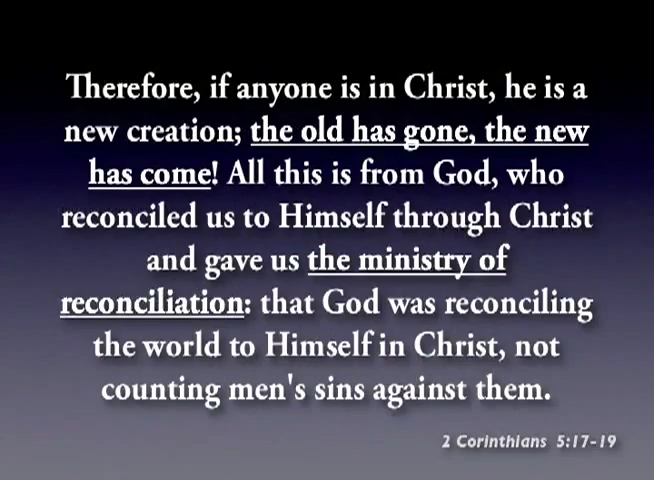 Therefore, if anyone is in Christ, he is a
new creation; the old has gone, the new
has come! All this is from God, who
reconciled us to Himself through Christ
and gave us the ministry of
reconciliation: that God was reconciling
the world to Himself in Christ, not
counting men's sins against them.
2 Corinthians 5:17-19